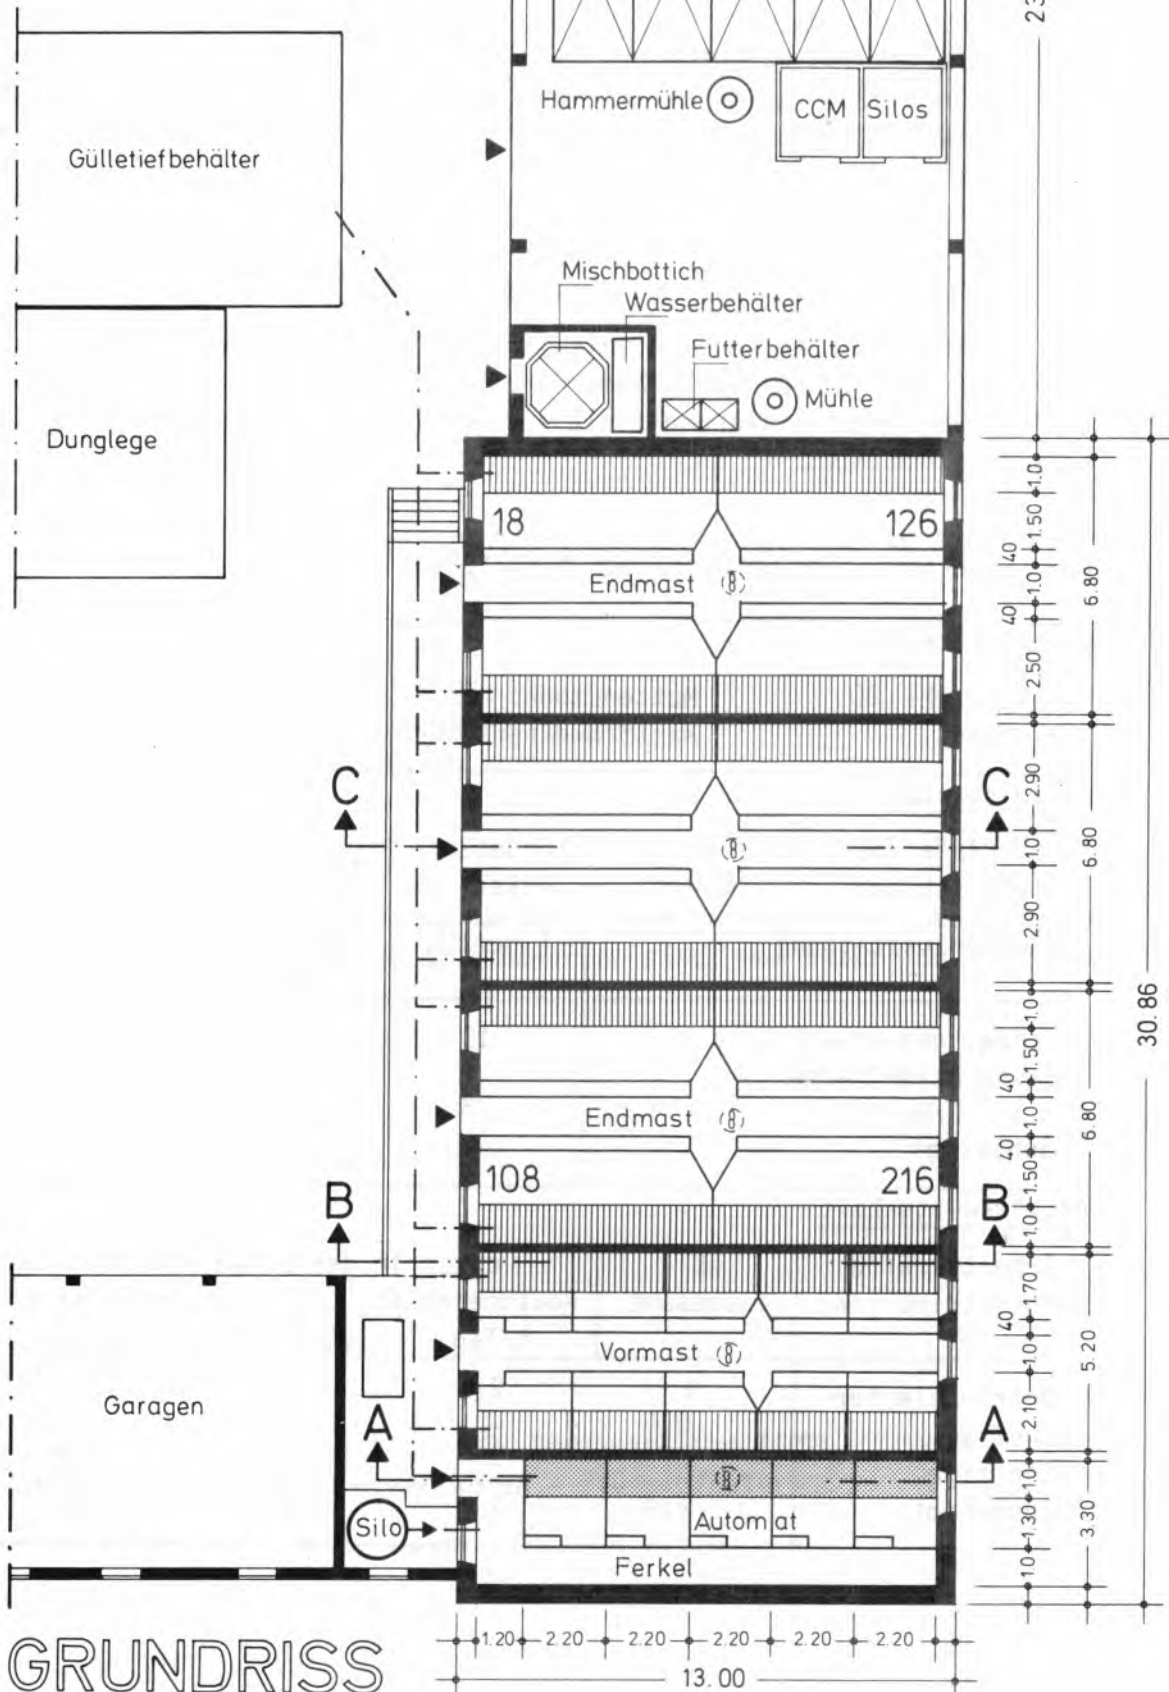 23
Hammermühle
CCM
Silos
Gülletiefbehälter
Mischbottich
Wasserbehälter
Futterbehälter
Mühle
Dunglege
18
126
Endmast
1.0
1.50
40
1.0
40
2.50
6.80
C
C
2.90
1.0
2.90
6.80
30.86
Endmast
108
216
1.0
1.50
40
1.0
40
1.50
1.0
6.80
B
B
Vormast
1.70
40
1.0
2.10
5.20
Garagen
A
A
Silo
Automat
Ferkel
1.0
1.30
1.0
3.30
1.20 2.20 2.20 2.20 2.20 2.20
13.00
GRUNDRISS